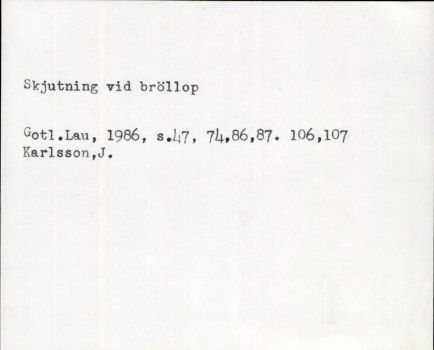 Skjutning vid bröllop
Gotl.Lau, 1986, s.47, 74,86,87. 106,107
Karlsson,J.